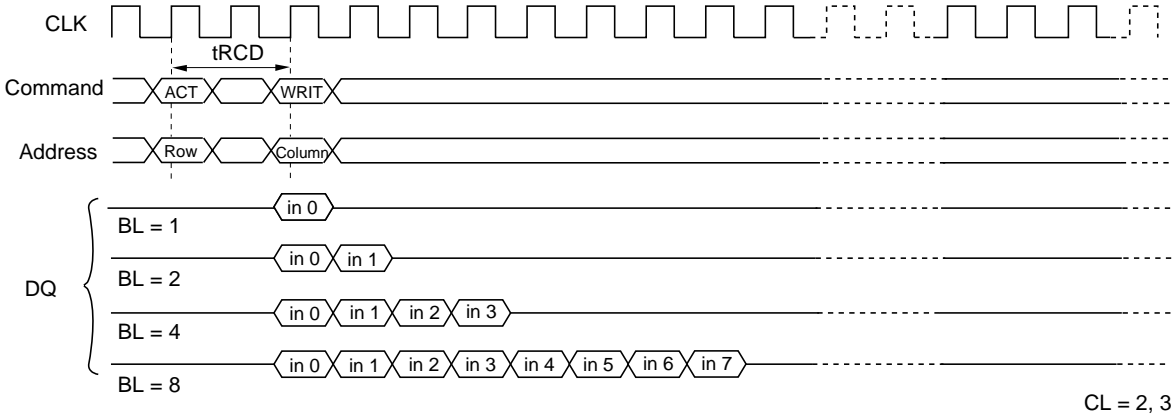 CLK
tRCD
Command ACT WRIT
Address Row Column
in 0
BL = 1
in 0 in 1
BL = 2
DQ
in 0 in 1 in 2 in 3
BL = 4
in 0 in 1 in 2 in 3 in 4 in 5 in 6 in 7
BL = 8
CL = 2, 3